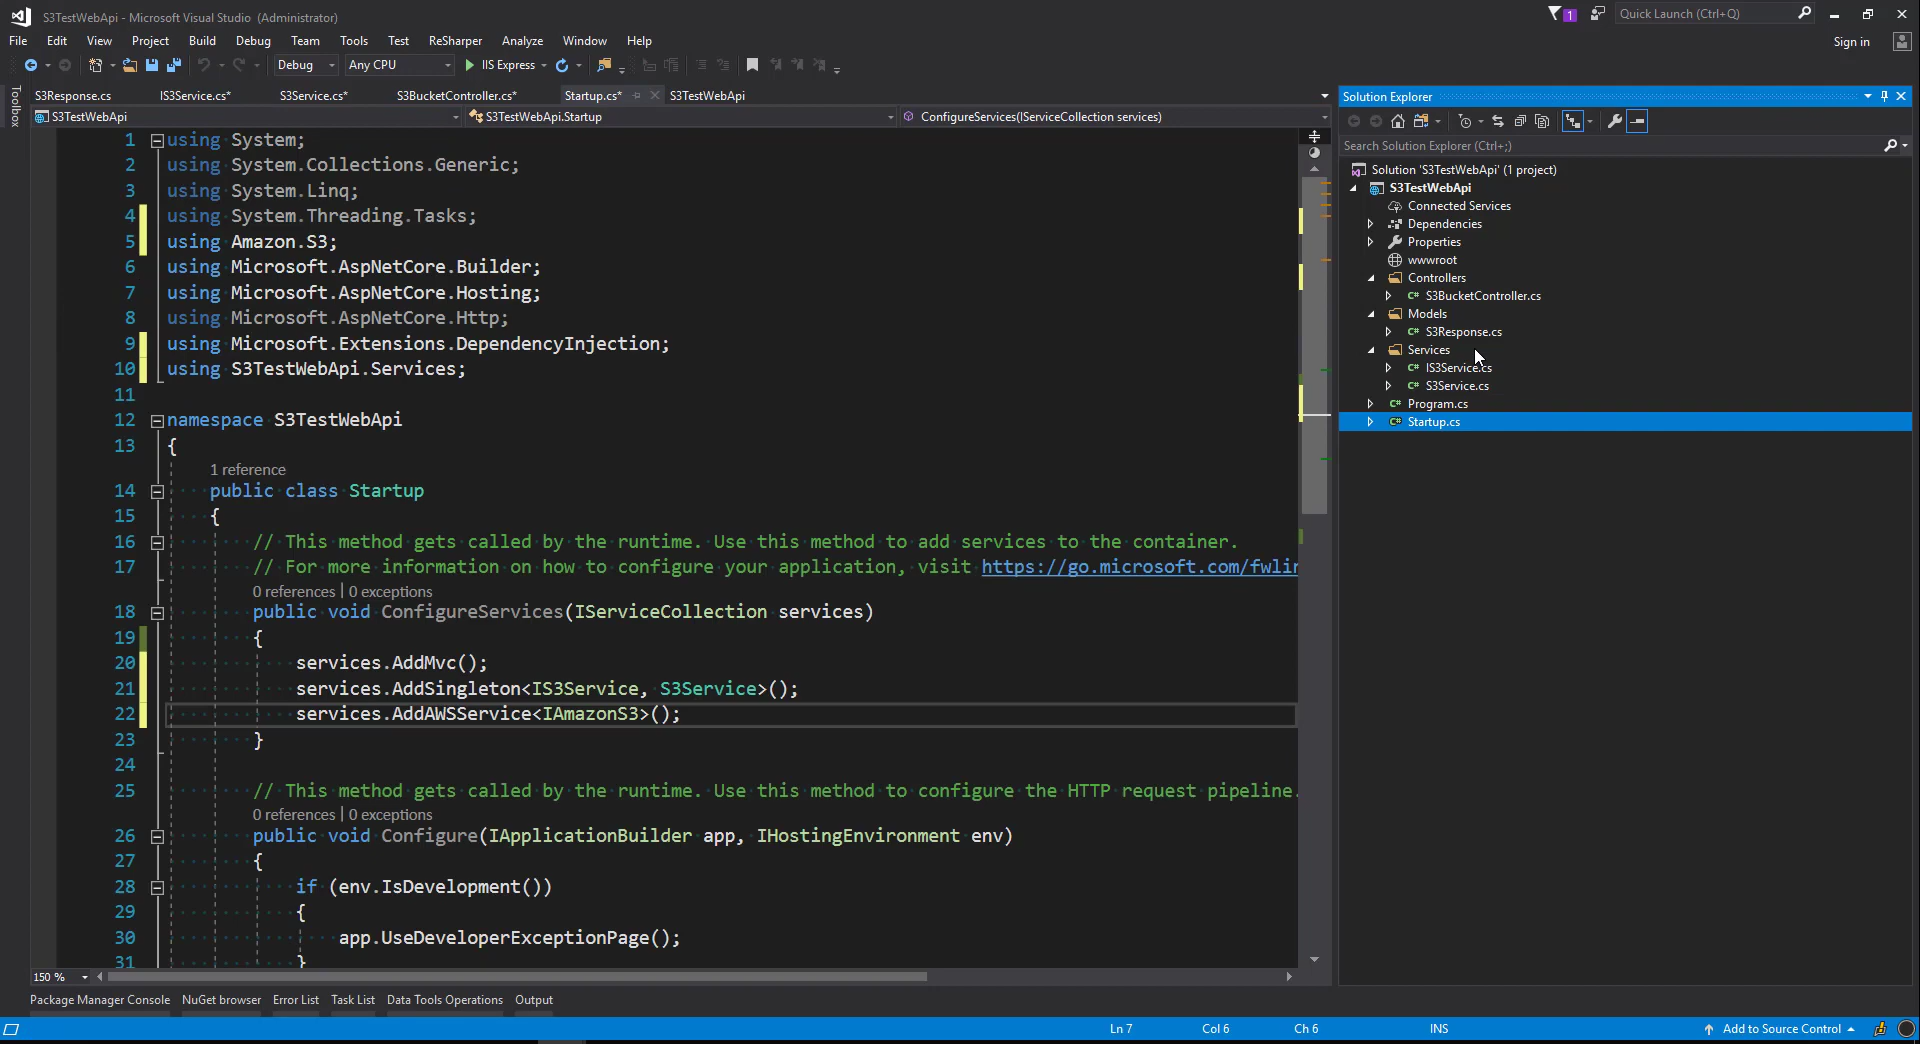 S3TestWebApi - Microsoft Visual Studio (Administrator)
1
Quick Launch (Ctrl+Q)
File Edit View Project Build Debug Team Tools Test ReSharper Analyze Window Help
Sign in
Debug Any CPU IIS Express
Toolbox
S3Response.cs IS3Service.cs* S3Service.cs* S3BucketController.cs* Startup.cs* S3TestWebApi
S3TestWebApi S3TestWebApi.Startup ConfigureServices(IServiceCollection services)
1 using System;
2 using System.Collections.Generic;
3 using System.Linq;
4 using System.Threading.Tasks;
5 using Amazon.S3;
6 using Microsoft.AspNetCore.Builder;
7 using Microsoft.AspNetCore.Hosting;
8 using Microsoft.AspNetCore.Http;
9 using Microsoft.Extensions.DependencyInjection;
10 using S3TestWebApi.Services;
11
12 namespace S3TestWebApi
13 {
1 reference
14 public class Startup
15 {
16 // This method gets called by the runtime. Use this method to add services to the container.
17 // For more information on how to configure your application, visit https://go.microsoft.com/fwlin
0 references | 0 exceptions
18 public void ConfigureServices(IServiceCollection services)
19 {
20 services.AddMvc();
21 services.AddSingleton<IS3Service, S3Service>();
22 services.AddAWSService<IAmazonS3>();
23 }
24
25 // This method gets called by the runtime. Use this method to configure the HTTP request pipeline.
0 references | 0 exceptions
26 public void Configure(IApplicationBuilder app, IHostingEnvironment env)
27 {
28 if (env.IsDevelopment())
29 {
30 app.UseDeveloperExceptionPage();
31 }
150 %
Solution Explorer
Search Solution Explorer (Ctrl+;)
Solution 'S3TestWebApi' (1 project)
S3TestWebApi
Connected Services
Dependencies
Properties
wwwroot
Controllers
C# S3BucketController.cs
Models
C# S3Response.cs
Services
C# IS3Service.cs
C# S3Service.cs
C# Program.cs
C# Startup.cs
Package Manager Console NuGet browser Error List Task List Data Tools Operations Output
Ln 7 Col 6 Ch 6 INS Add to Source Control